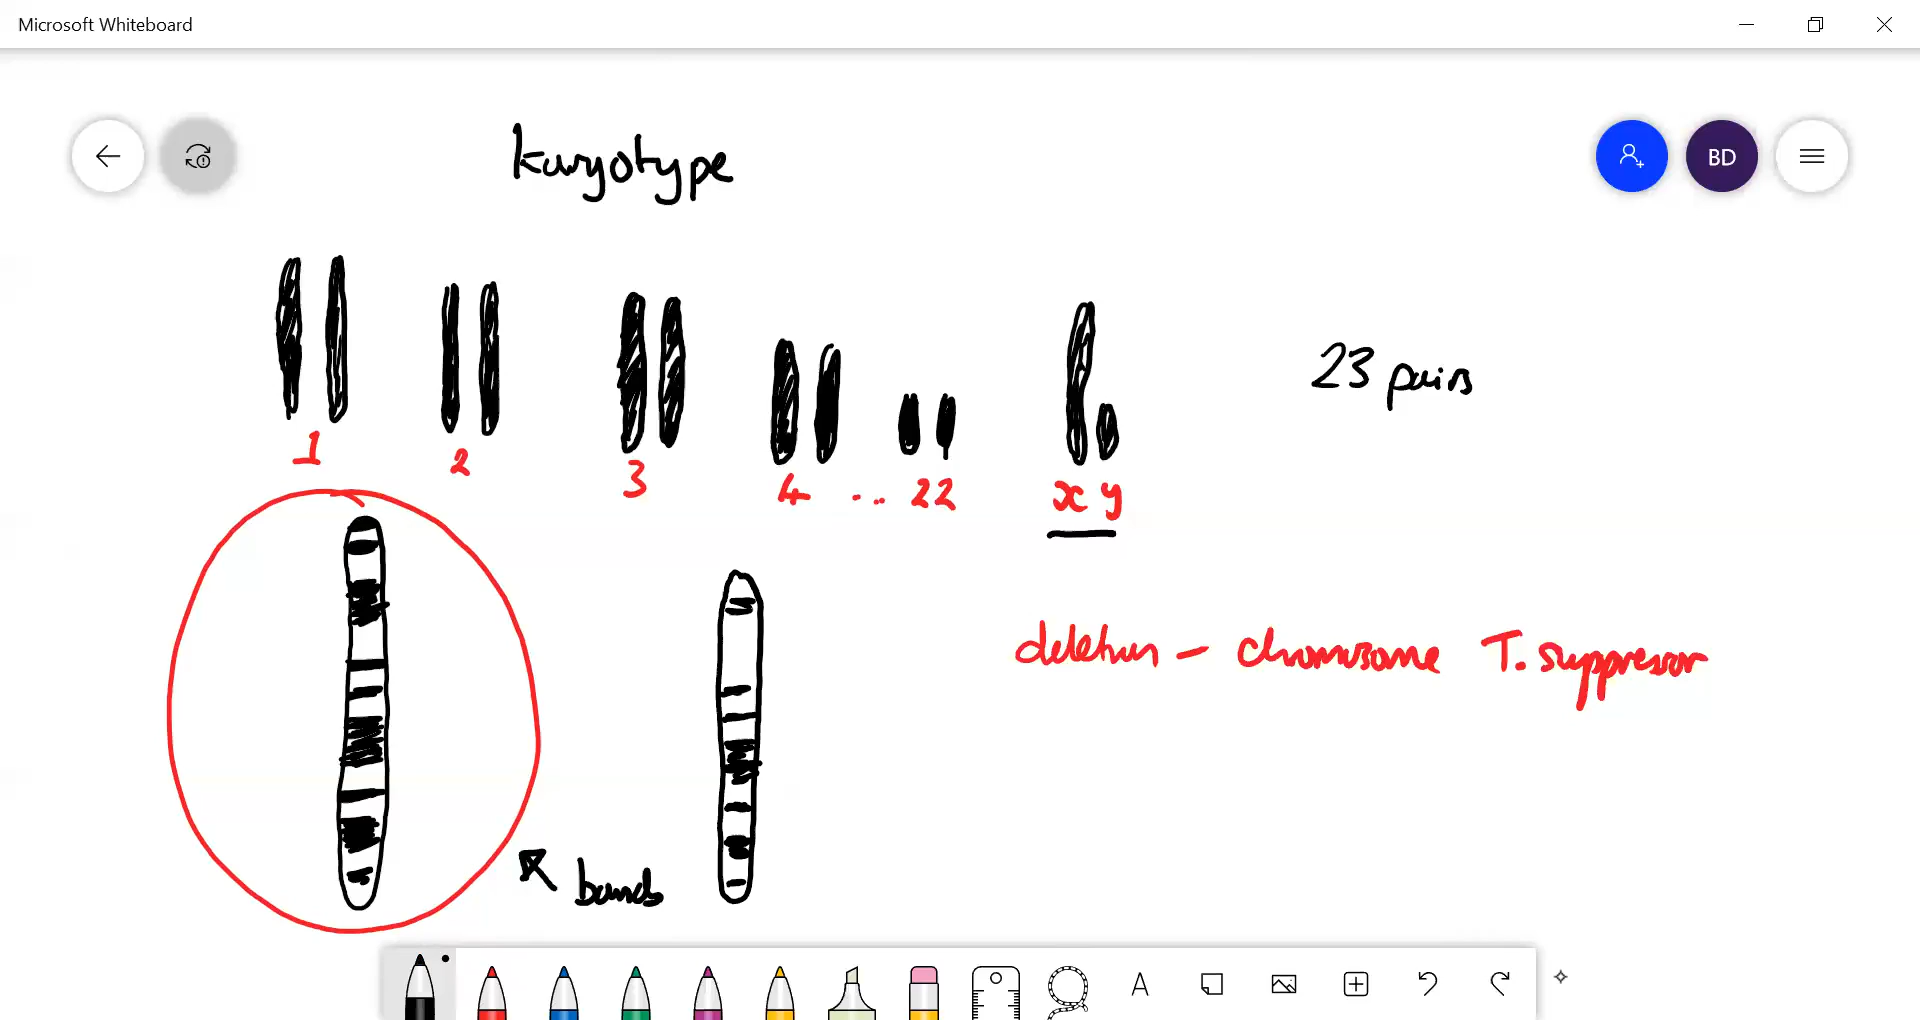 Microsoft Whiteboard
karyotype
BD
23 pairs
1 2 3 4 .. 22 x y
deletion - chromosome T. suppressor
bands
A